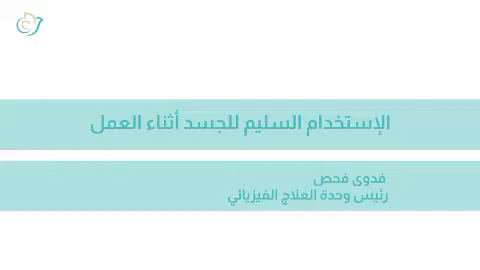 الإستخدام السليم للجسد أثناء العمل
فدوى فحص
رئيس وحدة العلاج الفيزيائي